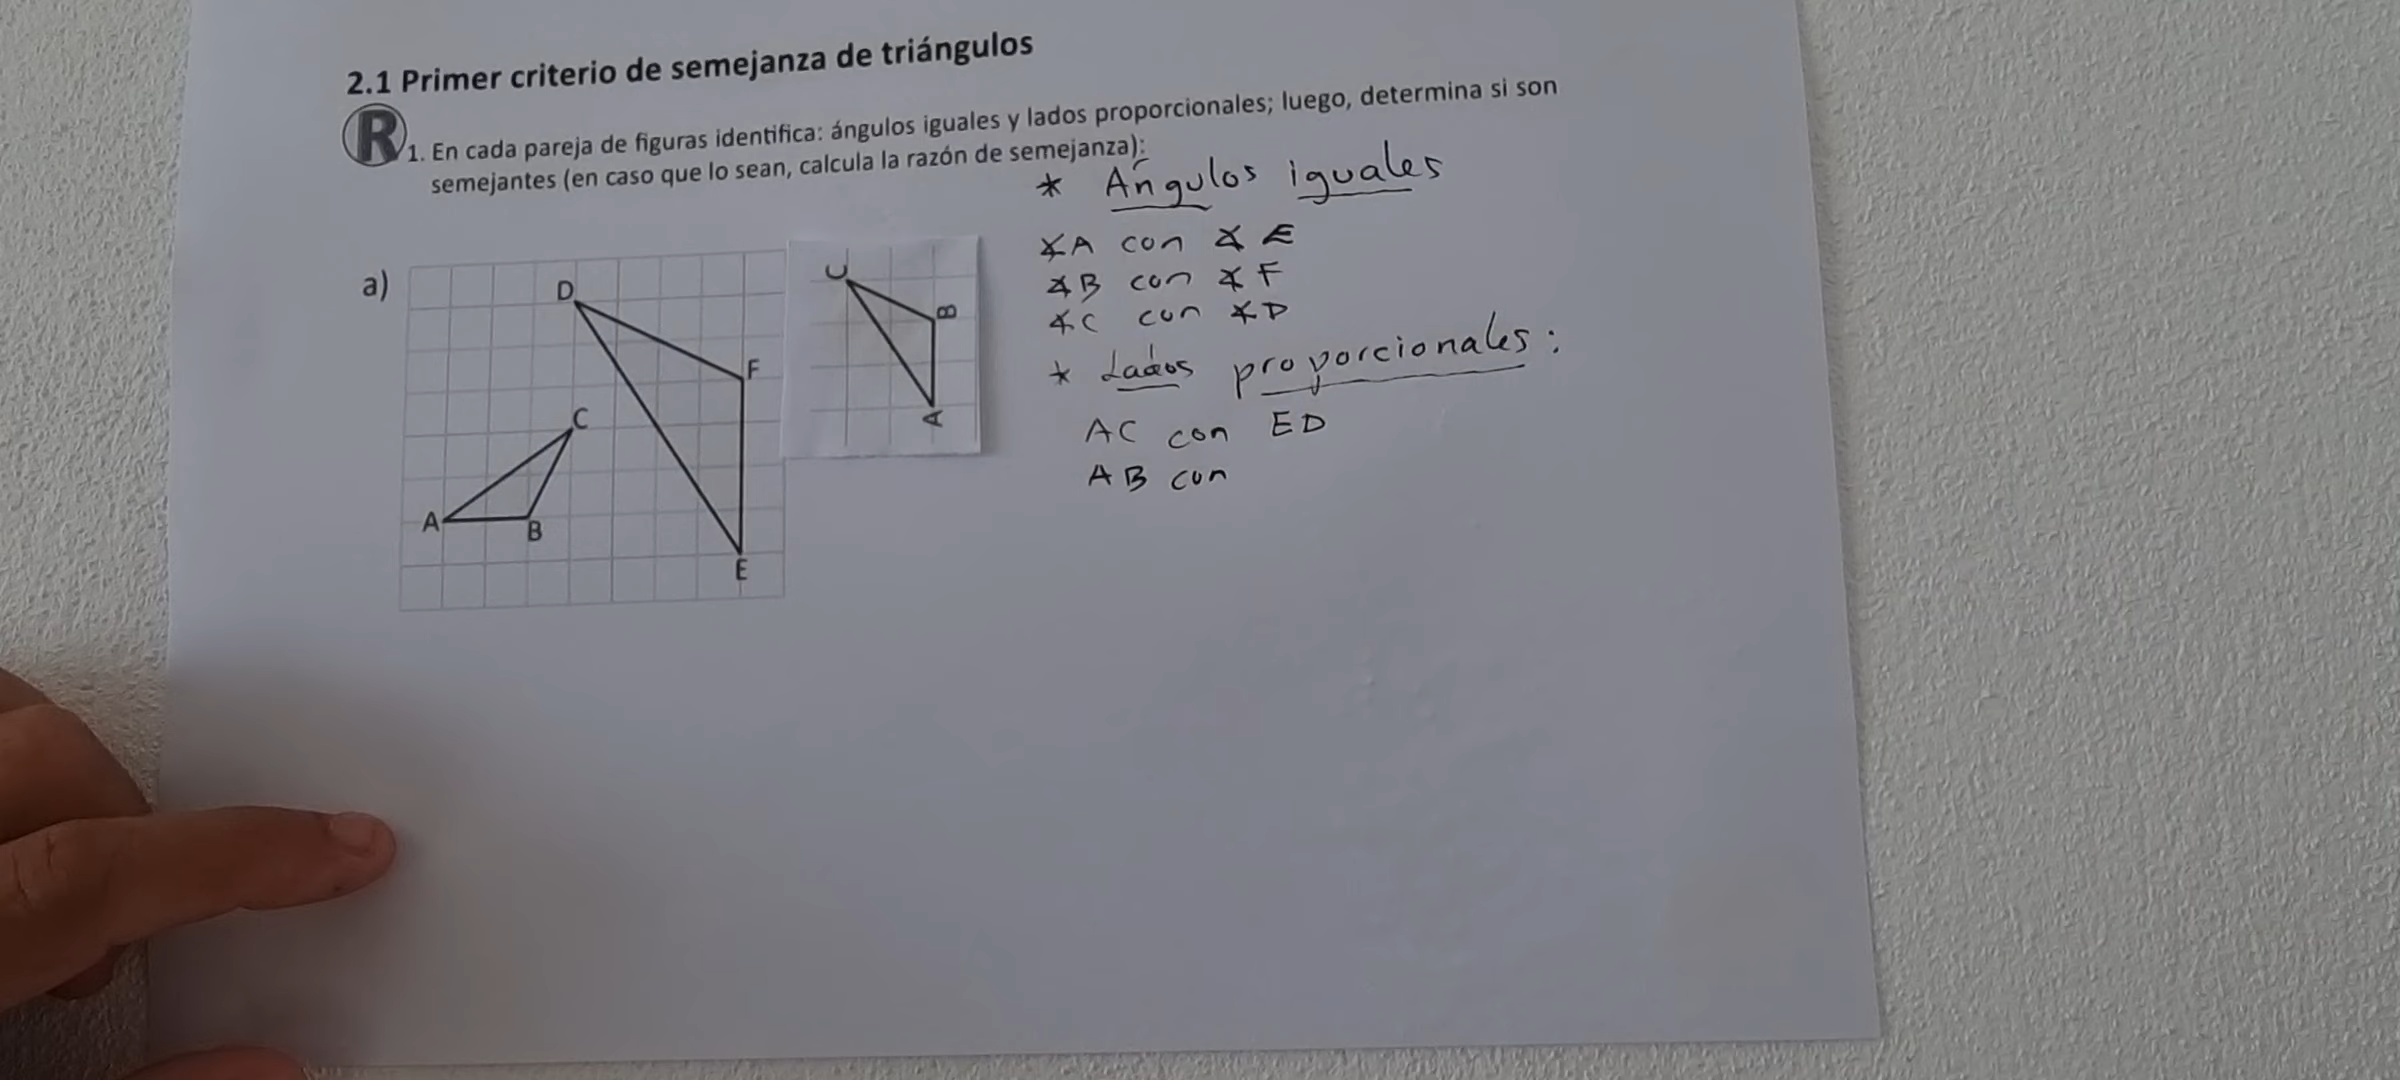 2.1 Primer criterio de semejanza de triángulos
R
1. En cada pareja de figuras identifica: ángulos iguales y lados proporcionales; luego, determina si son
semejantes (en caso que lo sean, calcula la razón de semejanza):
a)
D
F
C
A
B
E
C
B
A
* Ángulos iguales
∡A con ∡E
∡B con ∡F
∡C con ∡D
* Lados proporcionales:
AC con ED
AB con